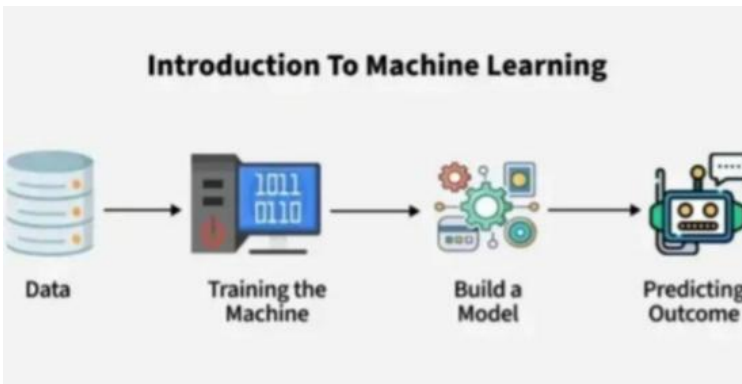 Introduction To Machine Learning
1011
0110
Data
Training the
Machine
Build a
Model
Predicting
Outcome